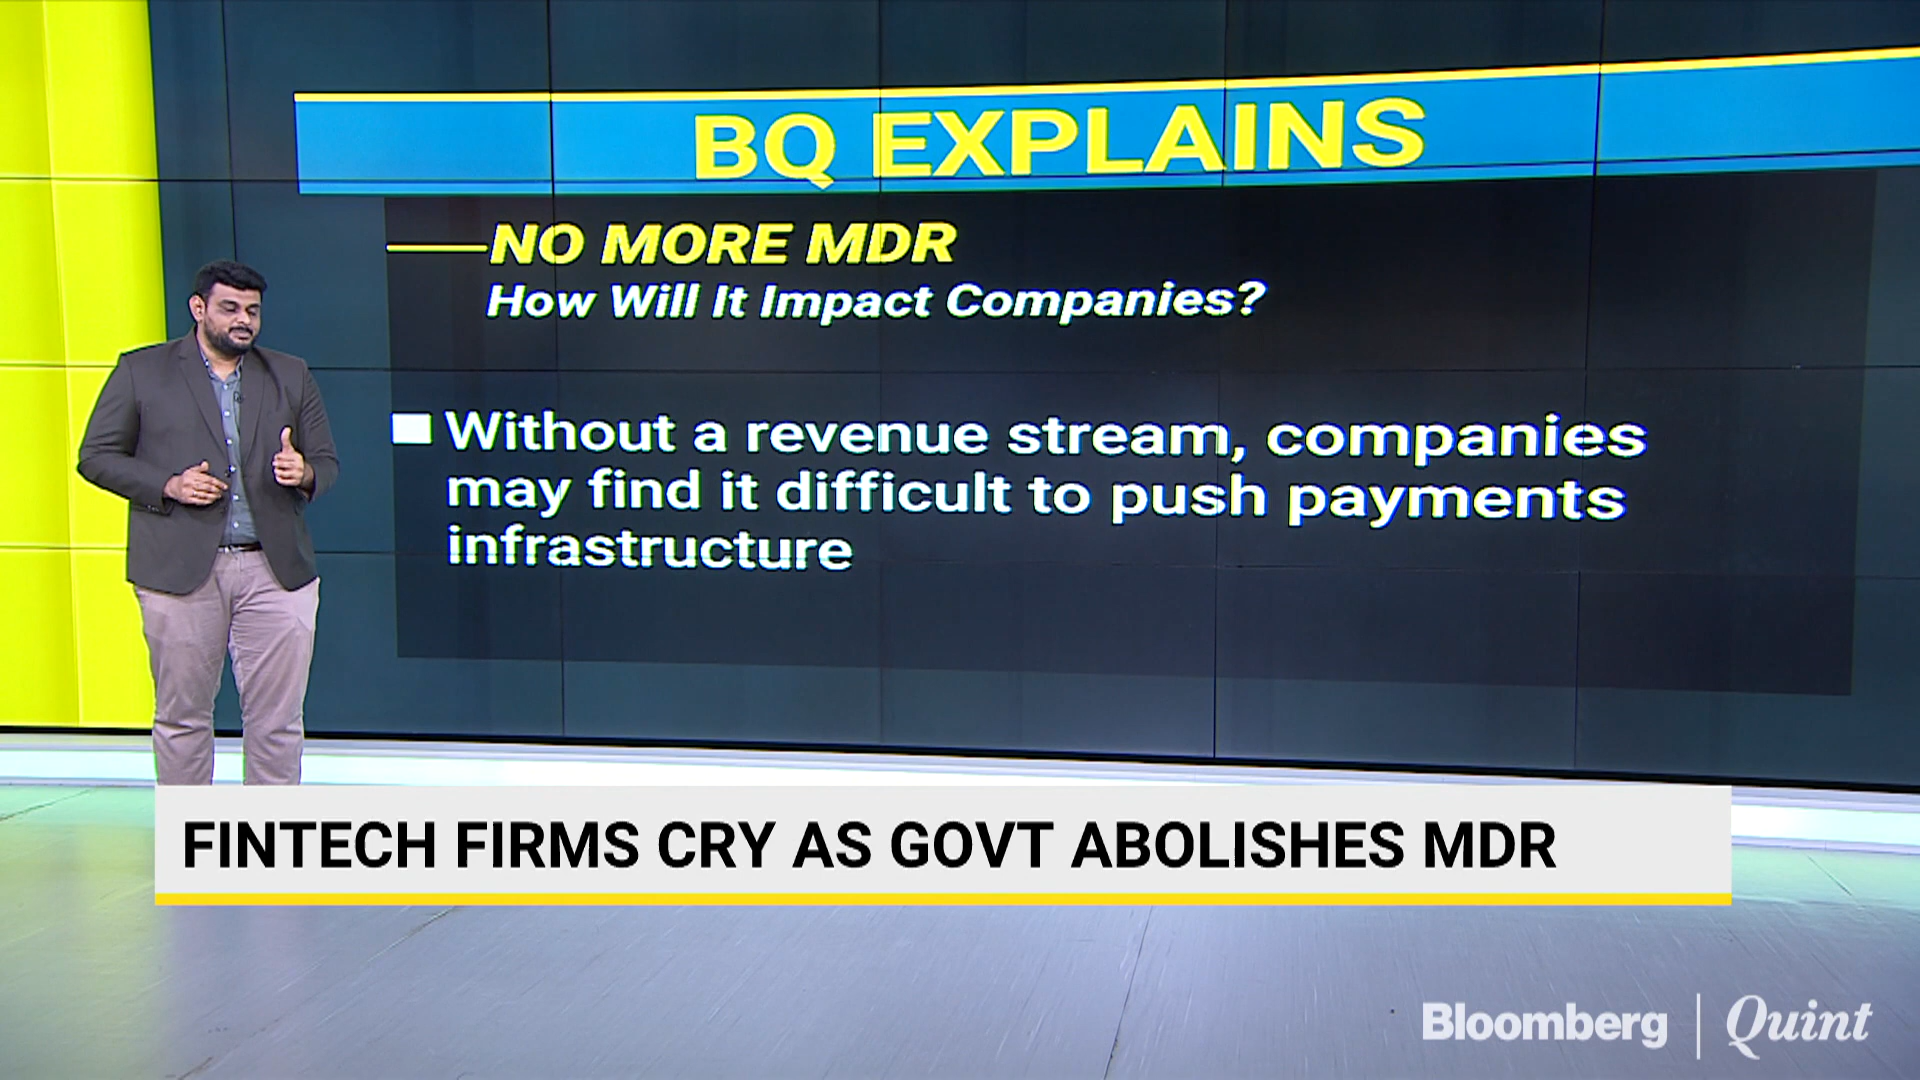 BQ EXPLAINS
NO MORE MDR
How Will It Impact Companies?
Without a revenue stream, companies
may find it difficult to push payments
infrastructure
FINTECH FIRMS CRY AS GOVT ABOLISHES MDR
Bloomberg | Quint